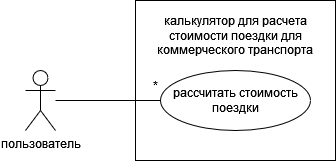 калькулятор для расчета
стоимости поездки для
коммерческого транспорта
*
рассчитать стоимость
поездки
пользователь